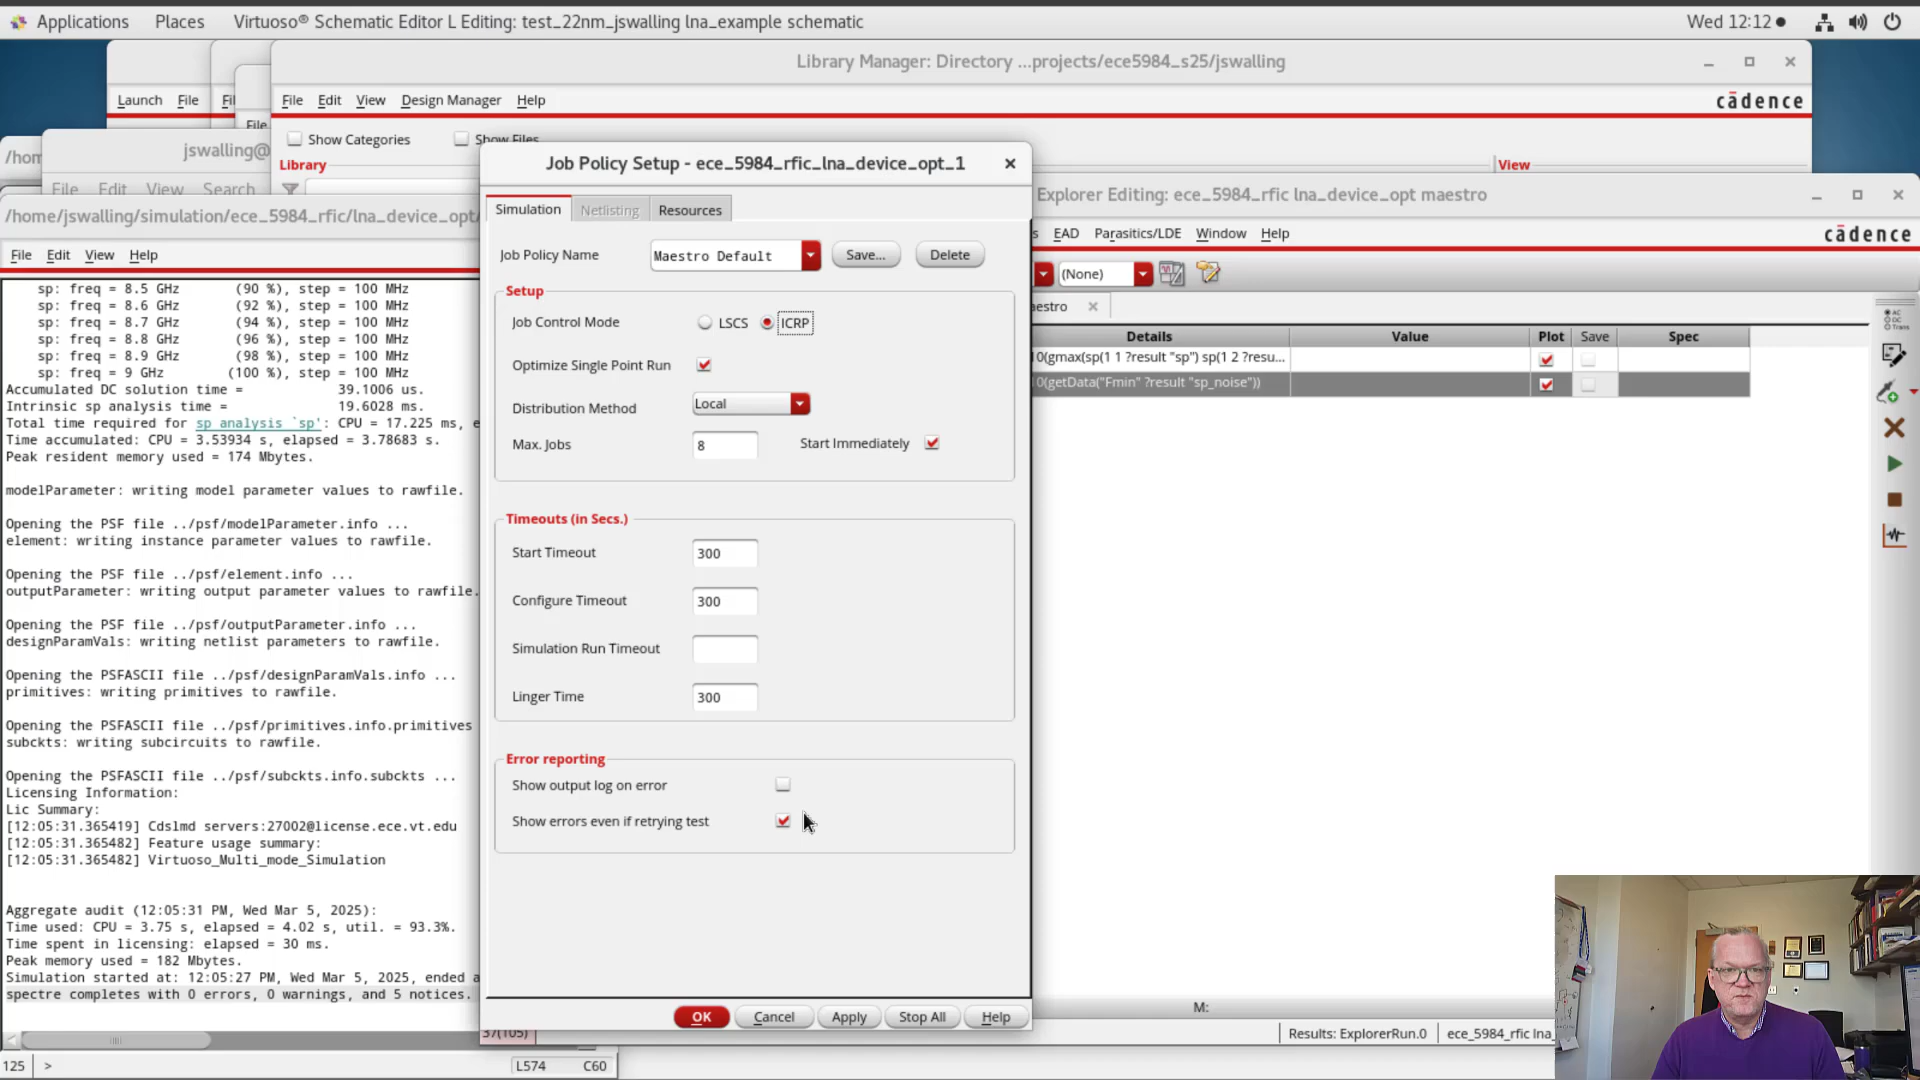 Applications Places Virtuoso® Schematic Editor L Editing: test_22nm_jswalling lna_example schematic Wed 12:12
Library Manager: Directory ...projects/ece5984_s25/jswalling
Launch File Fil File Edit View Design Manager Help cādence
File
Show Categories Show Files
/hom jswalling@ Library View
File Edit View Search
Job Policy Setup - ece_5984_rfic_lna_device_opt_1
Explorer Editing: ece_5984_rfic lna_device_opt maestro
/home/jswalling/simulation/ece_5984_rfic/lna_device_opt/
s EAD Parasitics/LDE Window Help cādence
File Edit View Help
(None)
estro
Details Value Plot Save Spec
10(gmax(sp(1 1 ?result "sp") sp(1 2 ?resu...
10(getData("Fmin" ?result "sp_noise"))
sp: freq = 8.5 GHz (90 %), step = 100 MHz
sp: freq = 8.6 GHz (92 %), step = 100 MHz
sp: freq = 8.7 GHz (94 %), step = 100 MHz
sp: freq = 8.8 GHz (96 %), step = 100 MHz
sp: freq = 8.9 GHz (98 %), step = 100 MHz
sp: freq = 9 GHz (100 %), step = 100 MHz
Accumulated DC solution time = 39.1006 us.
Intrinsic sp analysis time = 19.6028 ms.
Total time required for sp analysis `sp': CPU = 17.225 ms, e
Time accumulated: CPU = 3.53934 s, elapsed = 3.78683 s.
Peak resident memory used = 174 Mbytes.
modelParameter: writing model parameter values to rawfile.
Opening the PSF file ../psf/modelParameter.info ...
element: writing instance parameter values to rawfile.
Opening the PSF file ../psf/element.info ...
outputParameter: writing output parameter values to rawfile.
Opening the PSF file ../psf/outputParameter.info ...
designParamVals: writing netlist parameters to rawfile.
Opening the PSFASCII file ../psf/designParamVals.info ...
primitives: writing primitives to rawfile.
Opening the PSFASCII file ../psf/primitives.info.primitives
subckts: writing subcircuits to rawfile.
Opening the PSFASCII file ../psf/subckts.info.subckts ...
Licensing Information:
Lic Summary:
[12:05:31.365419] Cdslmd servers:27002@license.ece.vt.edu
[12:05:31.365482] Feature usage summary:
[12:05:31.365482] Virtuoso_Multi_mode_Simulation
Aggregate audit (12:05:31 PM, Wed Mar 5, 2025):
Time used: CPU = 3.75 s, elapsed = 4.02 s, util. = 93.3%.
Time spent in licensing: elapsed = 30 ms.
Peak memory used = 182 Mbytes.
Simulation started at: 12:05:27 PM, Wed Mar 5, 2025, ended a
spectre completes with 0 errors, 0 warnings, and 5 notices.
125 > L574 C60
Simulation Netlisting Resources
Job Policy Name Maestro Default Save... Delete
Setup
Job Control Mode LSCS ICRP
Optimize Single Point Run
Distribution Method Local
Max. Jobs 8 Start Immediately
Timeouts (in Secs.)
Start Timeout 300
Configure Timeout 300
Simulation Run Timeout
Linger Time 300
Error reporting
Show output log on error
Show errors even if retrying test
OK Cancel Apply Stop All Help
37(105)
M:
Results: ExplorerRun.0 ece_5984_rfic lna_
AC
DC
Trans